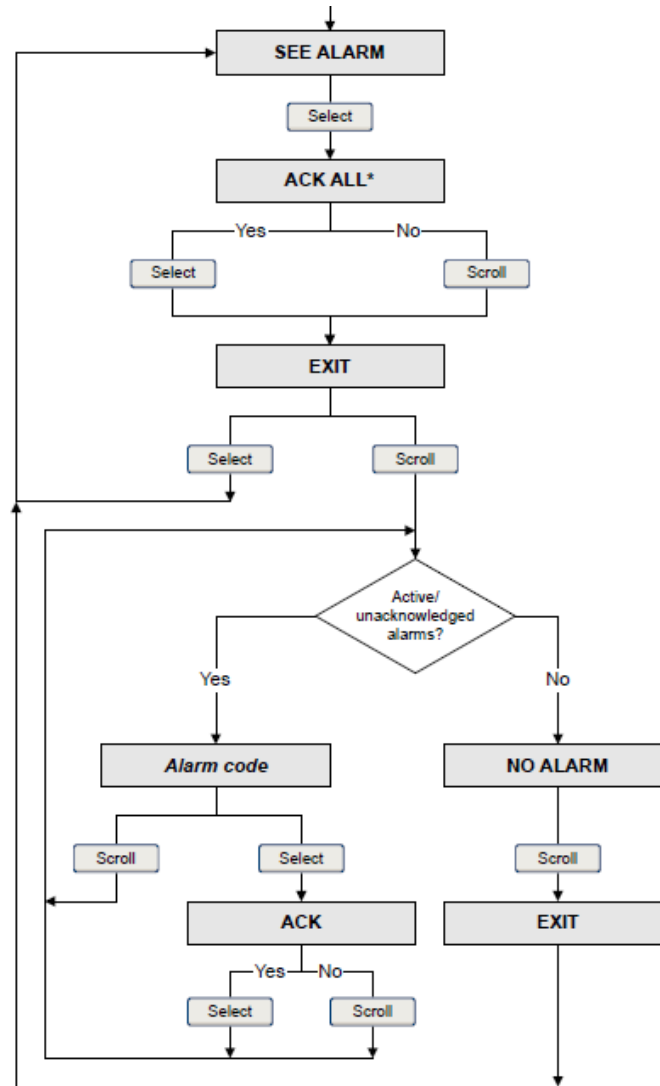 SEE ALARM
Select
ACK ALL*
Yes No
Select Scroll
EXIT
Select Scroll
Active/
unacknowledged
alarms?
Yes No
Alarm code NO ALARM
Scroll Select Scroll
ACK EXIT
Yes No
Select Scroll